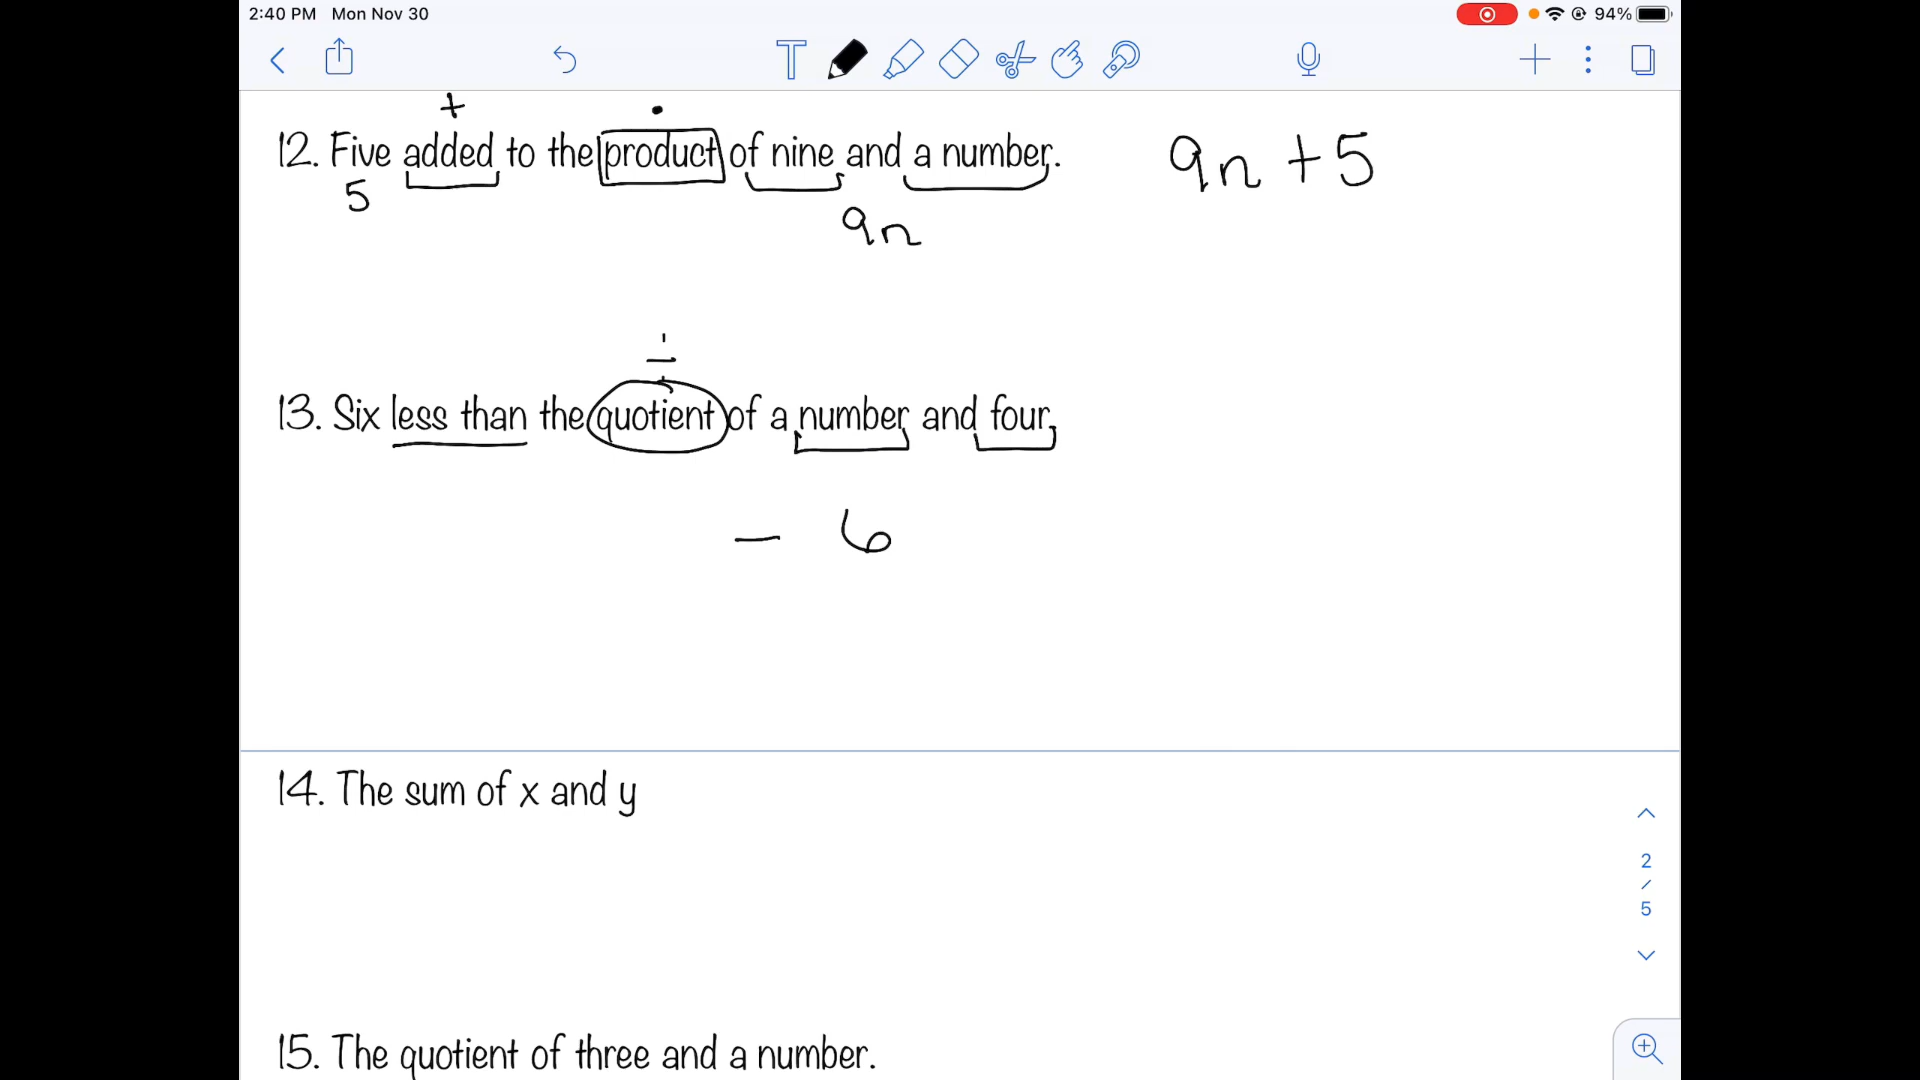 2:40 PM Mon Nov 30 94%
T
+ •
12. Five added to the product of nine and a number. 9n + 5
5
9n
÷
13. Six less than the quotient of a number and four.
— 6
14. The sum of x and y
2
/
5
15. The quotient of three and a number.